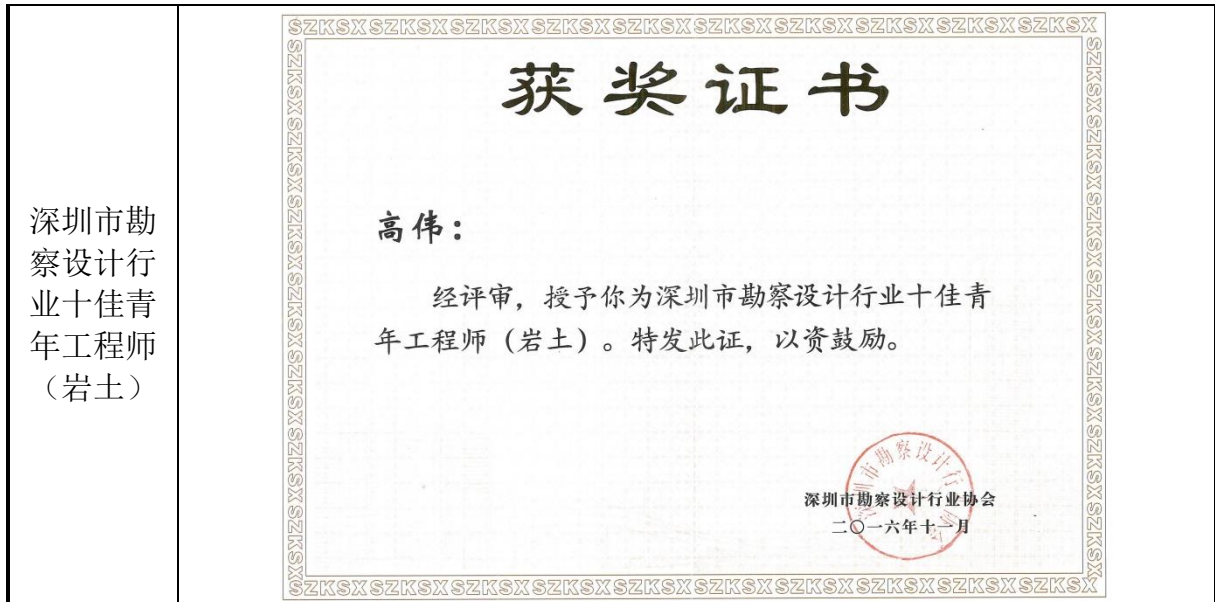 深圳市勘
察设计行
业十佳青
年工程师
（岩土）
SZKSXSZKSXSZKSXSZKSXSZKSXSZKSXSZKSXSZKSXSZKSX
获奖证书
高伟：
经评审，授予你为深圳市勘察设计行业十佳青
年工程师（岩土）。特发此证，以资鼓励。
深圳市勘察设计行业协会
二〇一六年十一月
SZKSXSZKSXSZKSXSZKSXSZKSXSZKSXSZKSXSZKSXSZKSX